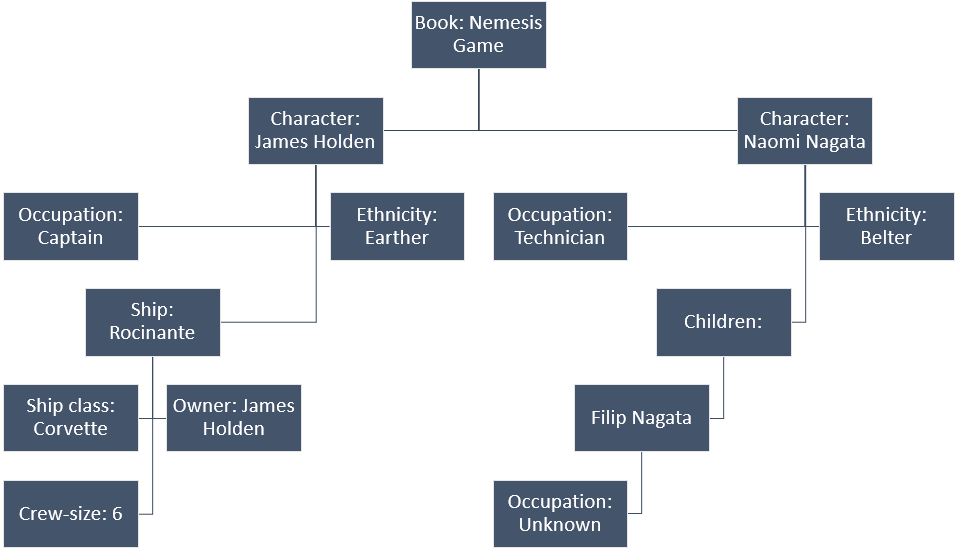 Book: Nemesis
Game
Character:
James Holden
Character:
Naomi Nagata
Occupation:
Captain
Ethnicity:
Earther
Occupation:
Technician
Ethnicity:
Belter
Ship:
Rocinante
Children:
Ship class:
Corvette
Owner: James
Holden
Filip Nagata
Crew-size: 6
Occupation:
Unknown